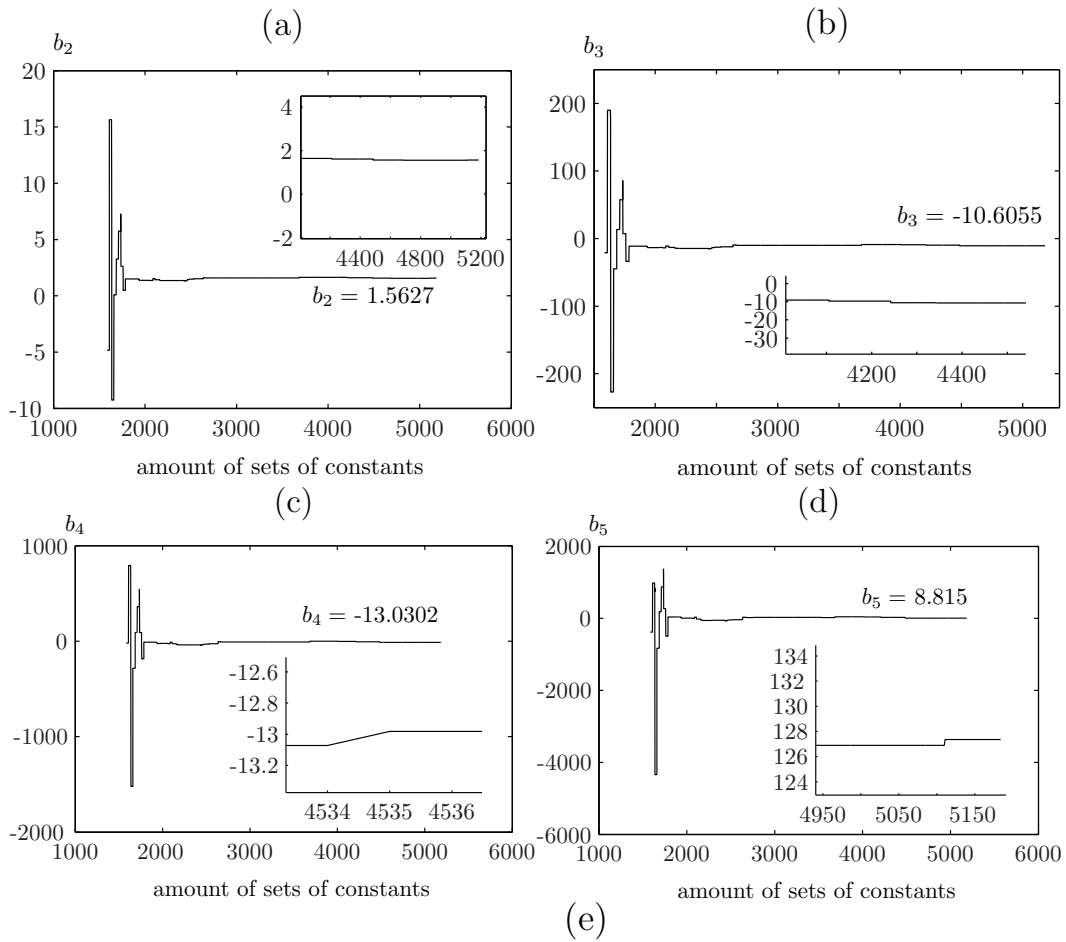 (a)
b2
20
15
10
5
0
-5
-10
1000 2000 3000 4000 5000 6000
amount of sets of constants
4
2
0
-2
4400 4800 5200
b2 = 1.5627
(b)
b3
200
100
0
-100
-200
2000 3000 4000 5000
amount of sets of constants
b3 = -10.6055
0
-10
-20
-30
4200 4400
(c)
b4
1000
0
-1000
-2000
1000 2000 3000 4000 5000 6000
amount of sets of constants
b4 = -13.0302
-12.6
-12.8
-13
-13.2
4534 4535 4536
(d)
b5
2000
0
-2000
-4000
-6000
1000 2000 3000 4000 5000 6000
amount of sets of constants
b5 = 8.815
134
132
130
128
126
124
4950 5050 5150
(e)